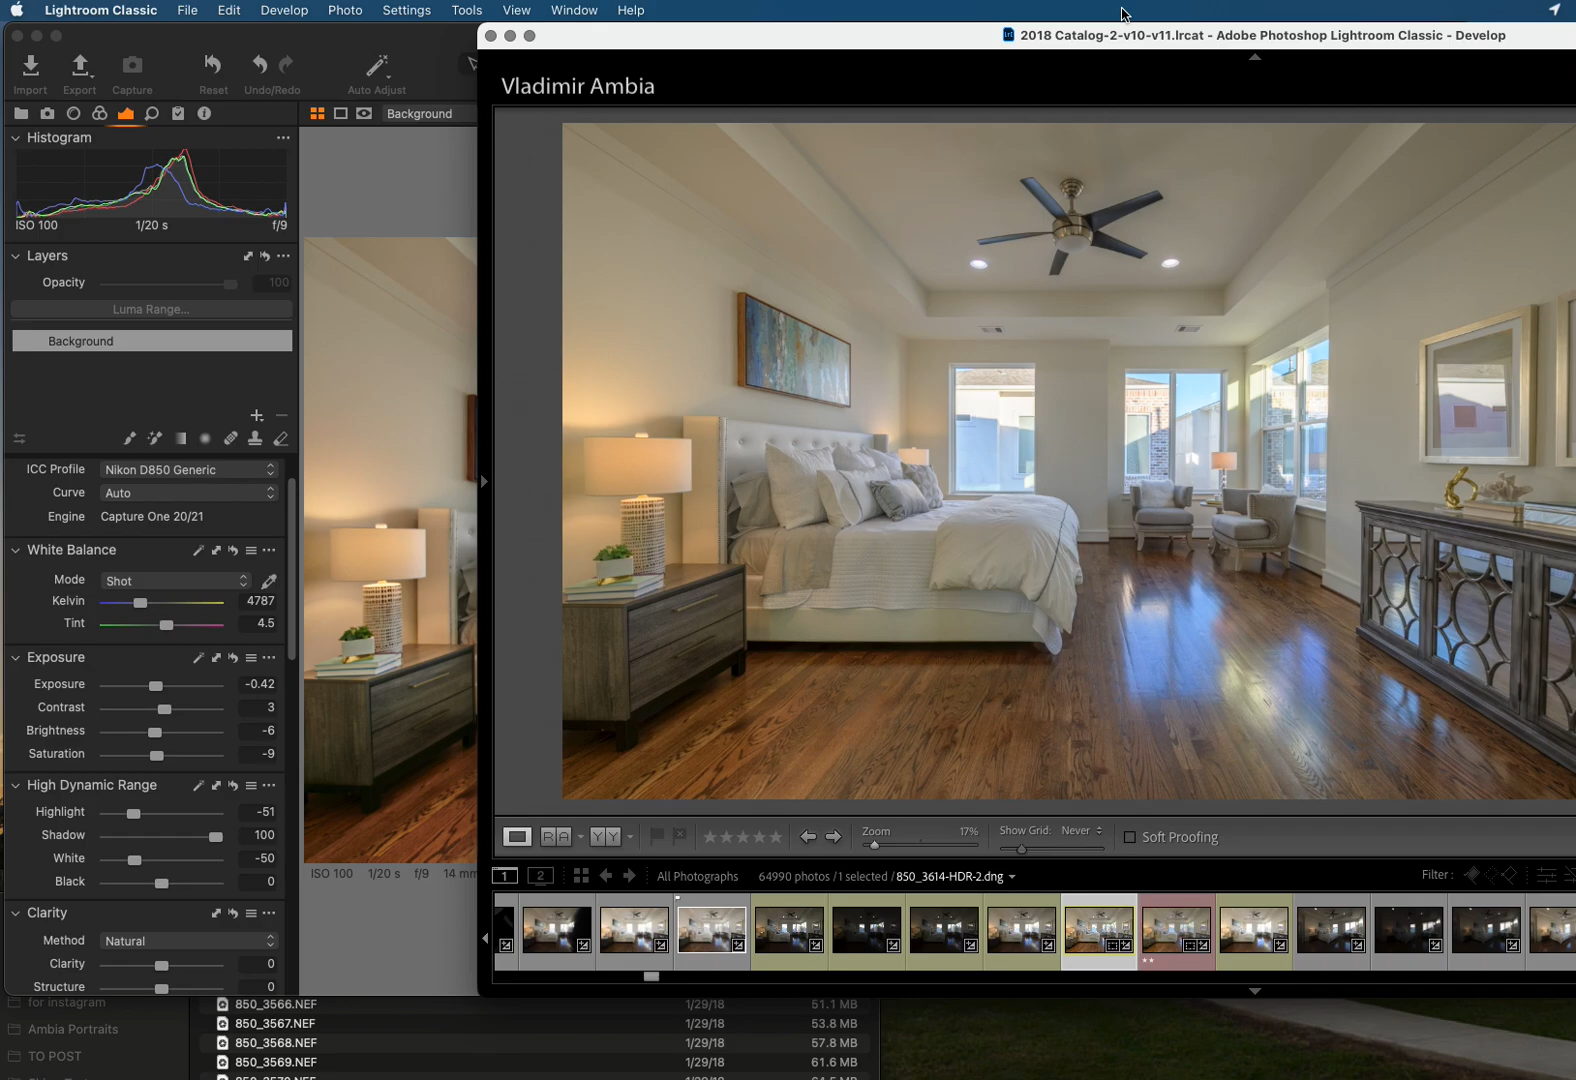 Lightroom Classic File Edit Develop Photo Settings Tools View Window Help
2018 Catalog-2-v10-v11.lrcat - Adobe Photoshop Lightroom Classic - Develop
Import Export Capture Reset Undo/Redo Auto Adjust
Vladimir Ambia
Background
Histogram
ISO 100 1/20 s f/9
Layers
Opacity 100
Luma Range...
Background
ICC Profile Nikon D850 Generic
Curve Auto
Engine Capture One 20/21
White Balance
Mode Shot
Kelvin 4787
Tint 4.5
Exposure
Exposure -0.42
Contrast 3
Brightness -6
Saturation -9
High Dynamic Range
Highlight -51
Shadow 100
White -50
Black 0
Clarity
Method Natural
Clarity 0
Structure 0
ISO 100 1/20 s f/9 14 mm
RA YY Zoom 17% Show Grid: Never Soft Proofing
1 2 All Photographs 64990 photos / 1 selected / 850_3614-HDR-2.dng Filter :
for instagram
Ambia Portraits
TO POST
850_3566.NEF 1/29/18 51.1 MB
850_3567.NEF 1/29/18 53.8 MB
850_3568.NEF 1/29/18 57.8 MB
850_3569.NEF 1/29/18 61.6 MB